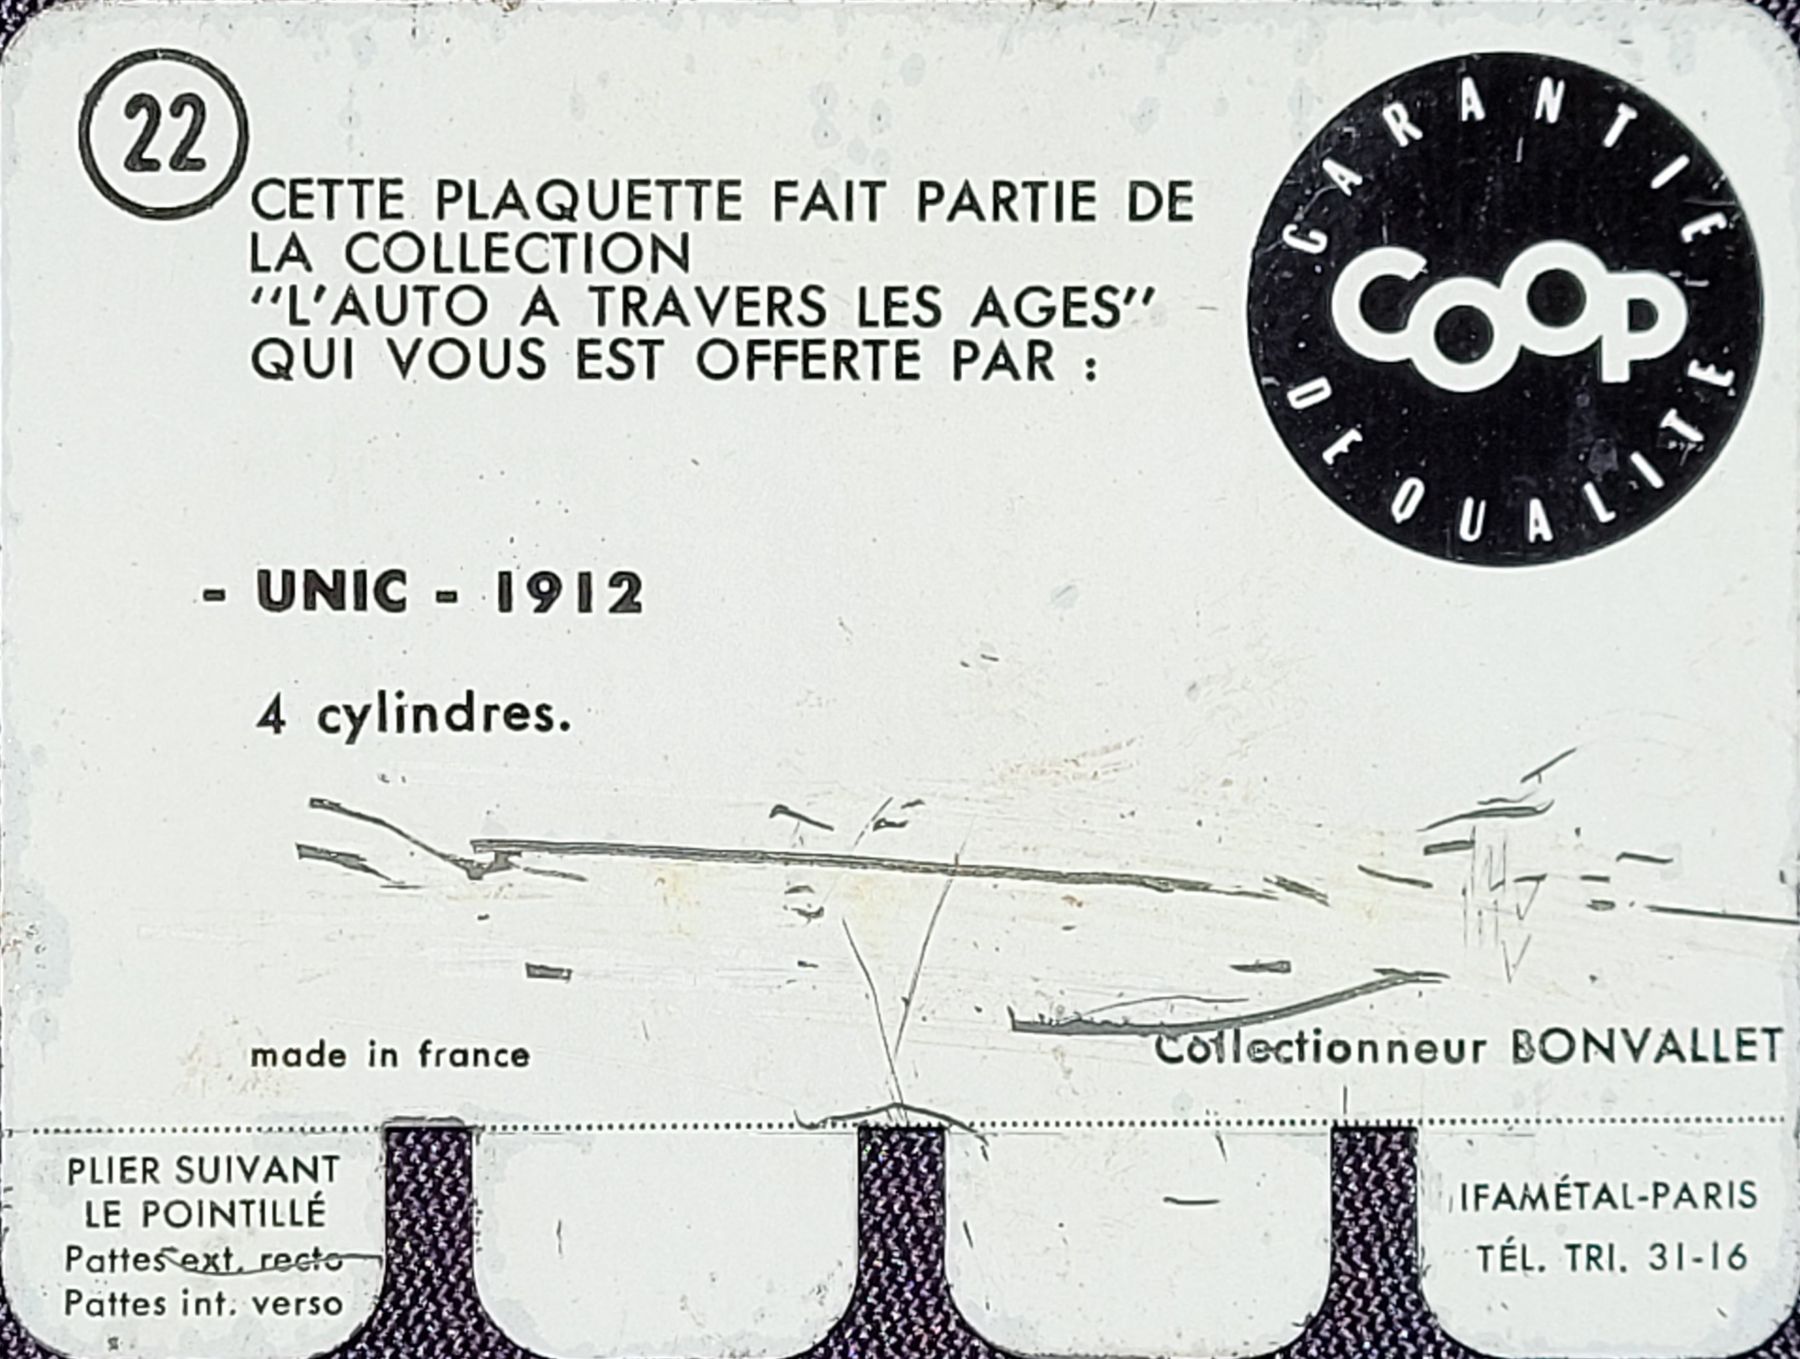 22
CETTE PLAQUETTE FAIT PARTIE DE
LA COLLECTION
"L'AUTO A TRAVERS LES AGES"
QUI VOUS EST OFFERTE PAR :
GARANTIE
COOP
DE QUALITE
- UNIC - 1912
4 cylindres.
made in france
Collectionneur BONVALLET
PLIER SUIVANT
LE POINTILLÉ
Pattes ext. recto
Pattes int. verso
IFAMÉTAL-PARIS
TÉL. TRI. 31-16